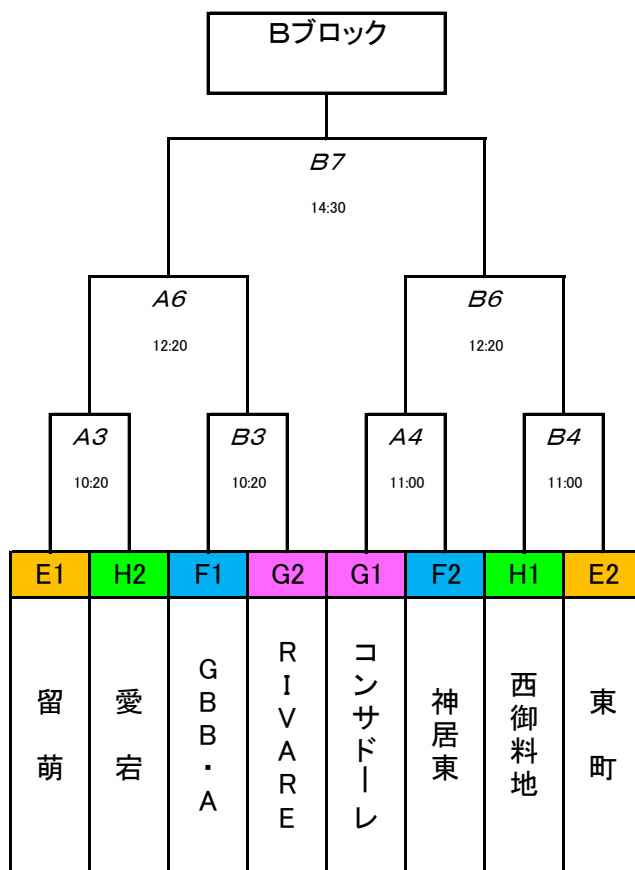 Bブロック
B7
14:30
A6
B6
12:20
12:20
A3
B3
A4
B4
10:20
10:20
11:00
11:00
E1
H2
F1
G2
G1
F2
H1
E2
留萌
愛宕
GBB・A
RIVARE
コンサドーレ
神居東
西御料地
東町